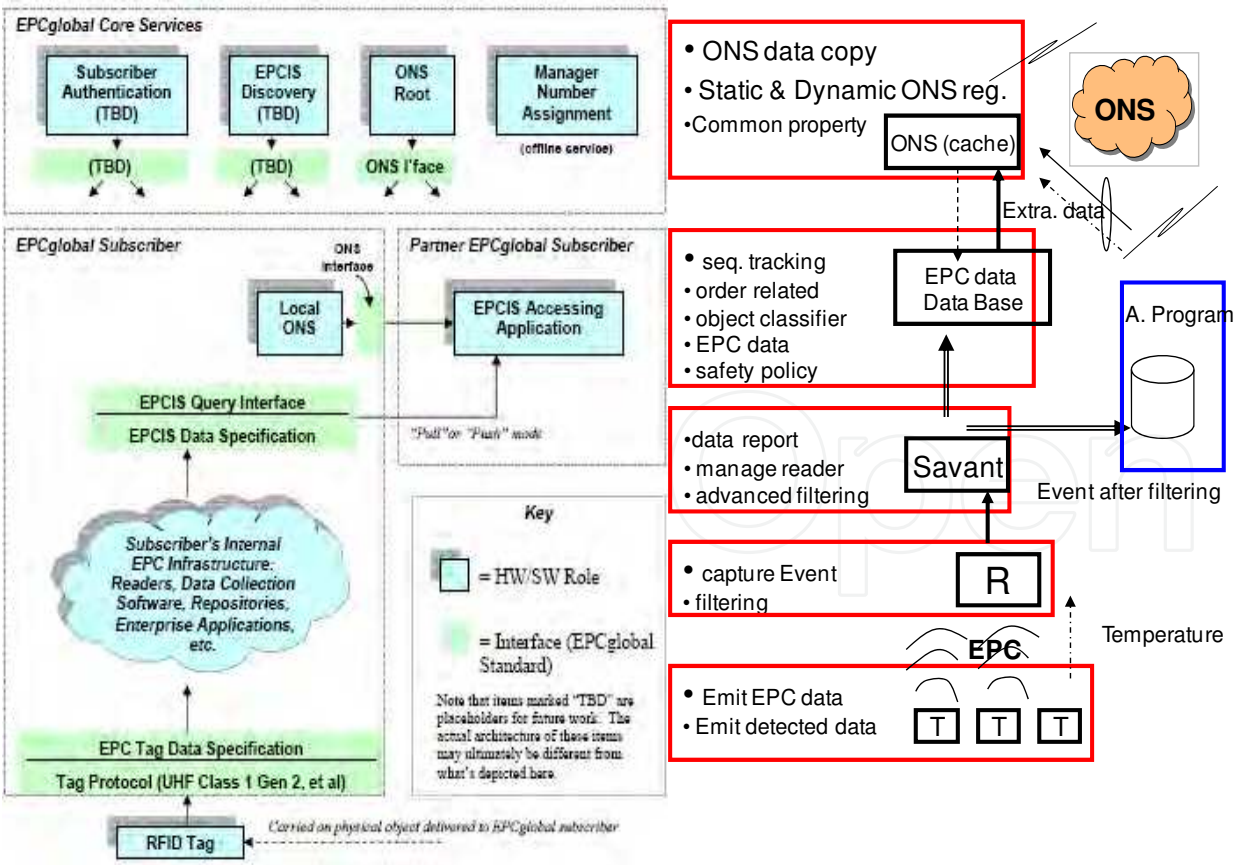 EPCglobal Core Services
Subscriber
Authentication
(TBD)
EPCIS
Discovery
(TBD)
ONS
Root
Manager
Number
Assignment
(offline service)
(TBD)
(TBD)
ONS I'face
EPCglobal Subscriber
ONS
Interface
Local
ONS
Partner EPCglobal Subscriber
EPCIS Accessing
Application
EPCIS Query Interface
EPCIS Data Specification
"Pull" or "Push" mode
Subscriber's Internal
EPC Infrastructure:
Readers, Data Collection
Software, Repositories,
Enterprise Applications,
etc.
Key
= HW/SW Role
= Interface (EPCglobal
Standard)
Note that items marked "TBD" are
placeholders for future work. The
actual architecture of these items
may ultimately be different from
what's depicted here.
EPC Tag Data Specification
Tag Protocol (UHF Class 1 Gen 2, et al)
RFID Tag
Carried on physical object delivered to EPCglobal subscriber
• ONS data copy
• Static & Dynamic ONS reg.
•Common property
ONS (cache)
ONS
Extra. data
• seq. tracking
• order related
• object classifier
• EPC data
• safety policy
EPC data
Data Base
A. Program
•data report
• manage reader
• advanced filtering
Savant
Event after filtering
• capture Event
• filtering
R
EPC
Temperature
• Emit EPC data
• Emit detected data
T
T
T
Open